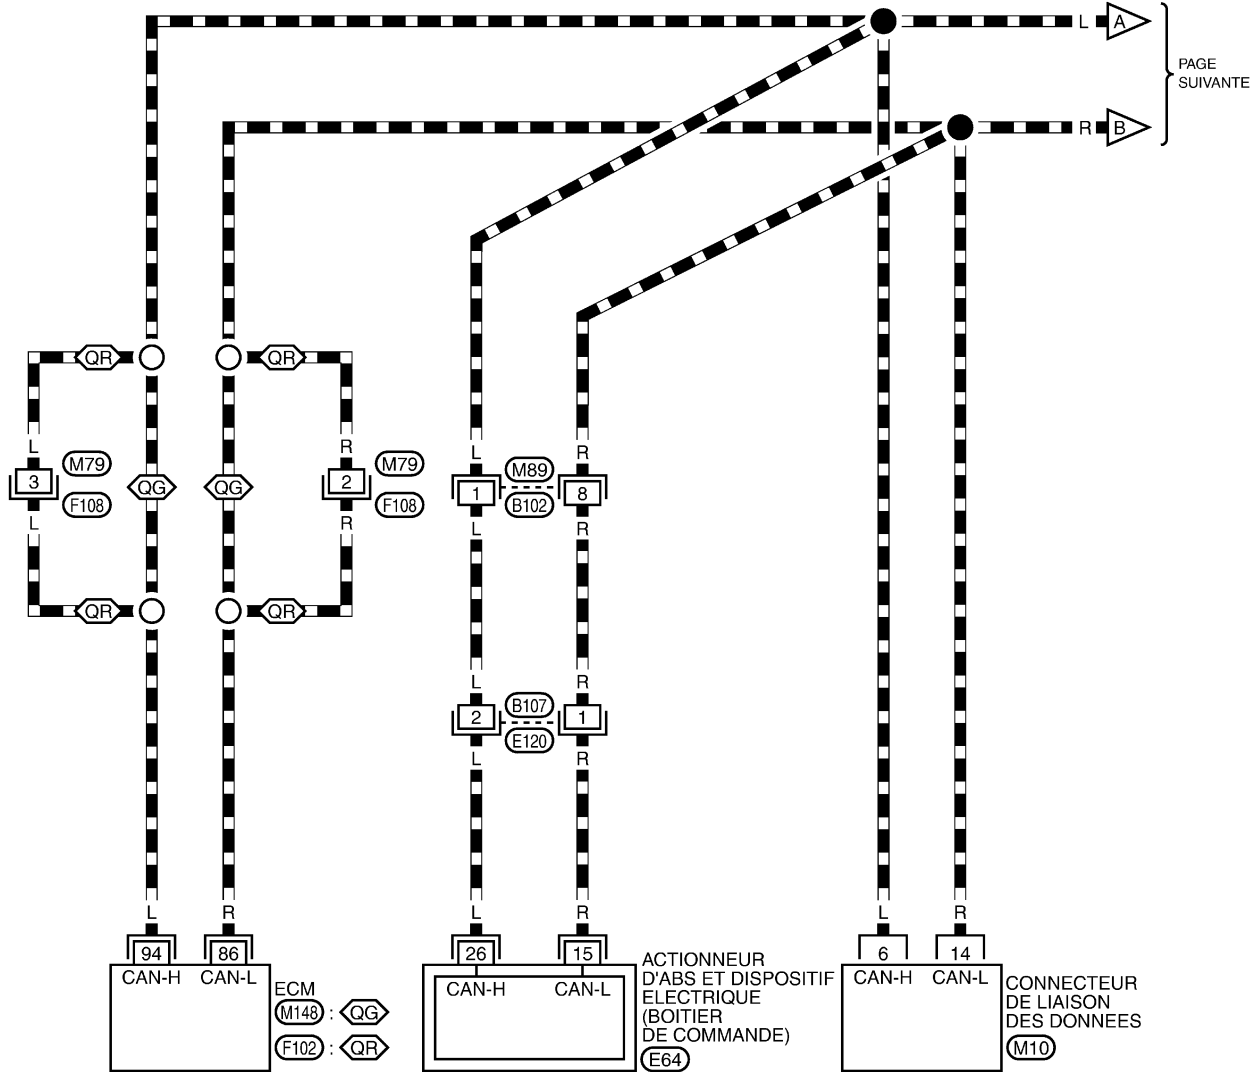 L A
PAGE
SUIVANTE
R B
QR QR
L R L R
M79 M79 M89
3 QG QG 2 1 8
F108 F108 B102
L R L R
QR QR
L R
B107
2 1
E120
L R
L R L R L R
94 86 26 15 6 14
CAN-H CAN-L CAN-H CAN-L CAN-H CAN-L
ECM
M148 : QG
F102 : QR
ACTIONNEUR
D'ABS ET DISPOSITIF
ELECTRIQUE
(BOITIER
DE COMMANDE)
E64
CONNECTEUR
DE LIAISON
DES DONNEES
M10